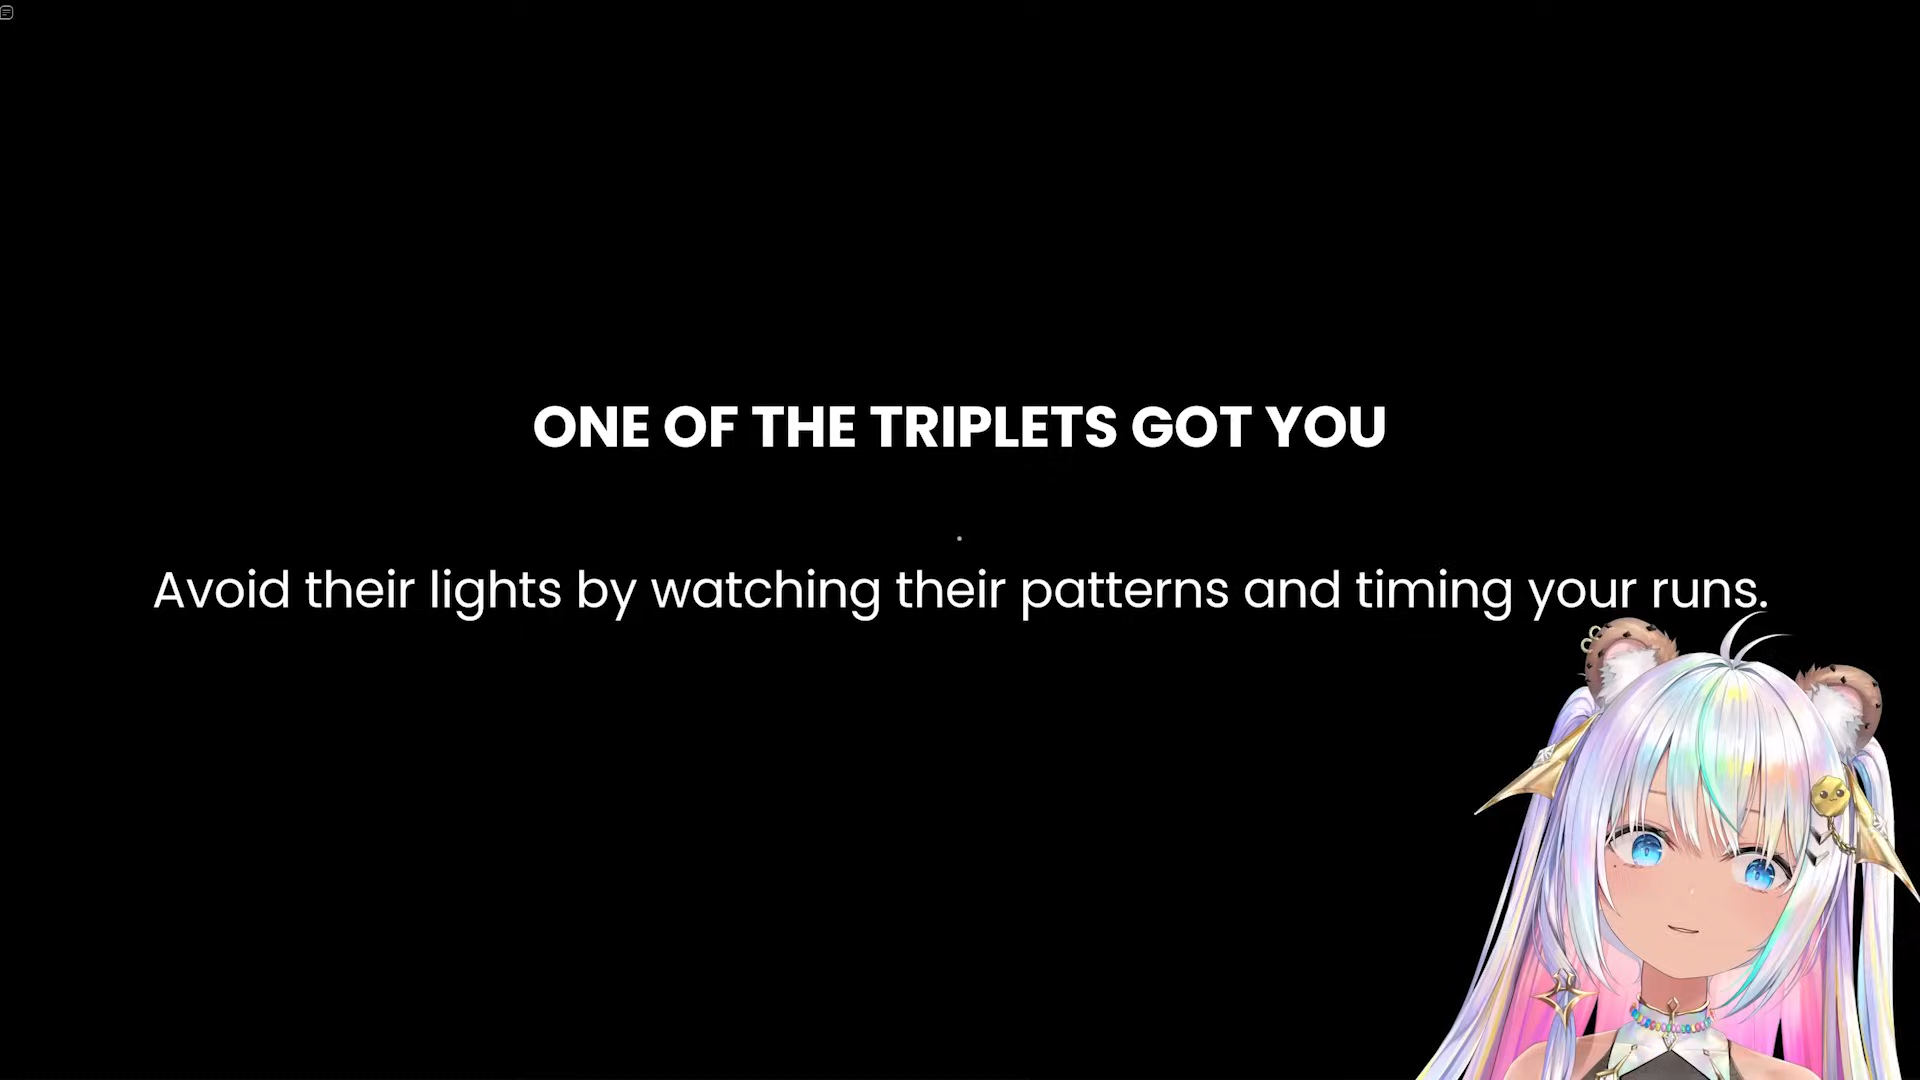 ONE OF THE TRIPLETS GOT YOU
Avoid their lights by watching their patterns and timing your runs.